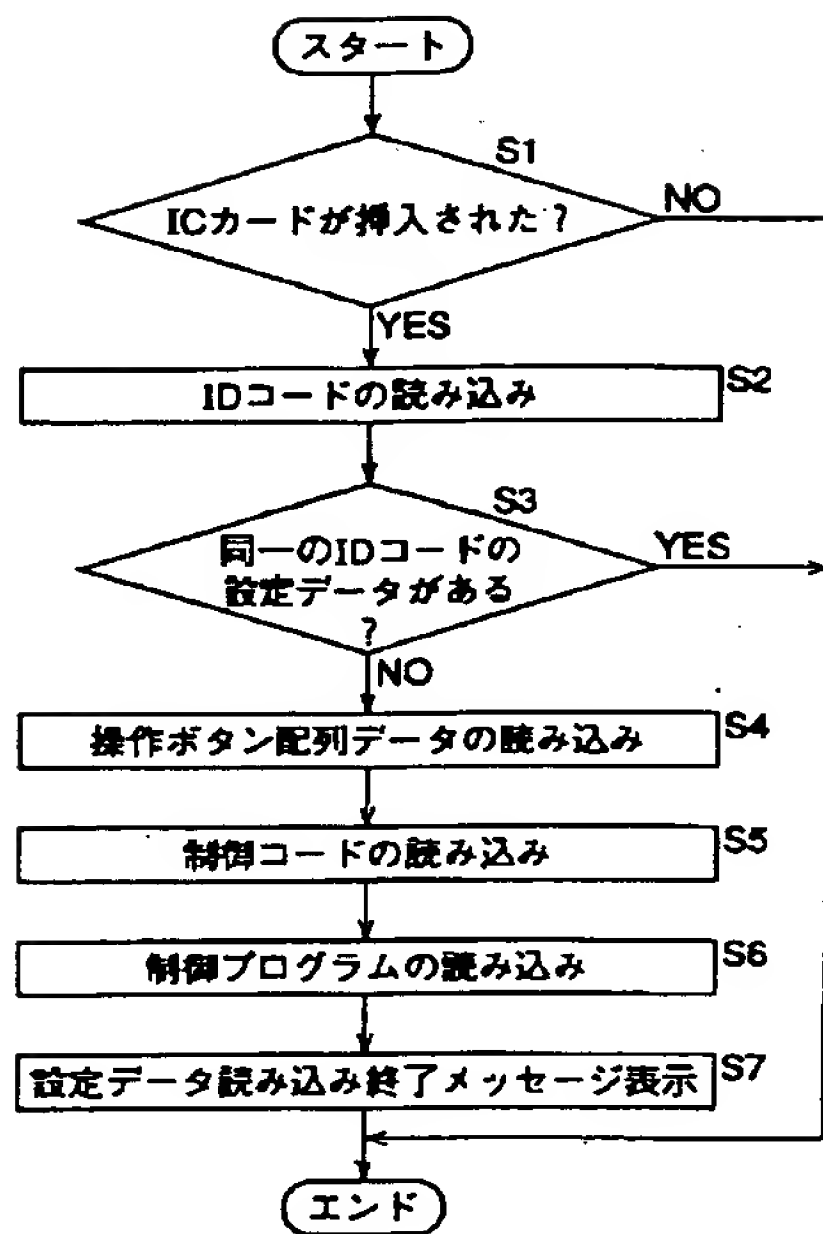 スタート
S1
ICカードが挿入された？
NO
YES
S2
IDコードの読み込み
S3
同一のIDコードの
設定データがある
？
YES
NO
S4
操作ボタン配列データの読み込み
S5
制御コードの読み込み
S6
制御プログラムの読み込み
S7
設定データ読み込み終了メッセージ表示
エンド